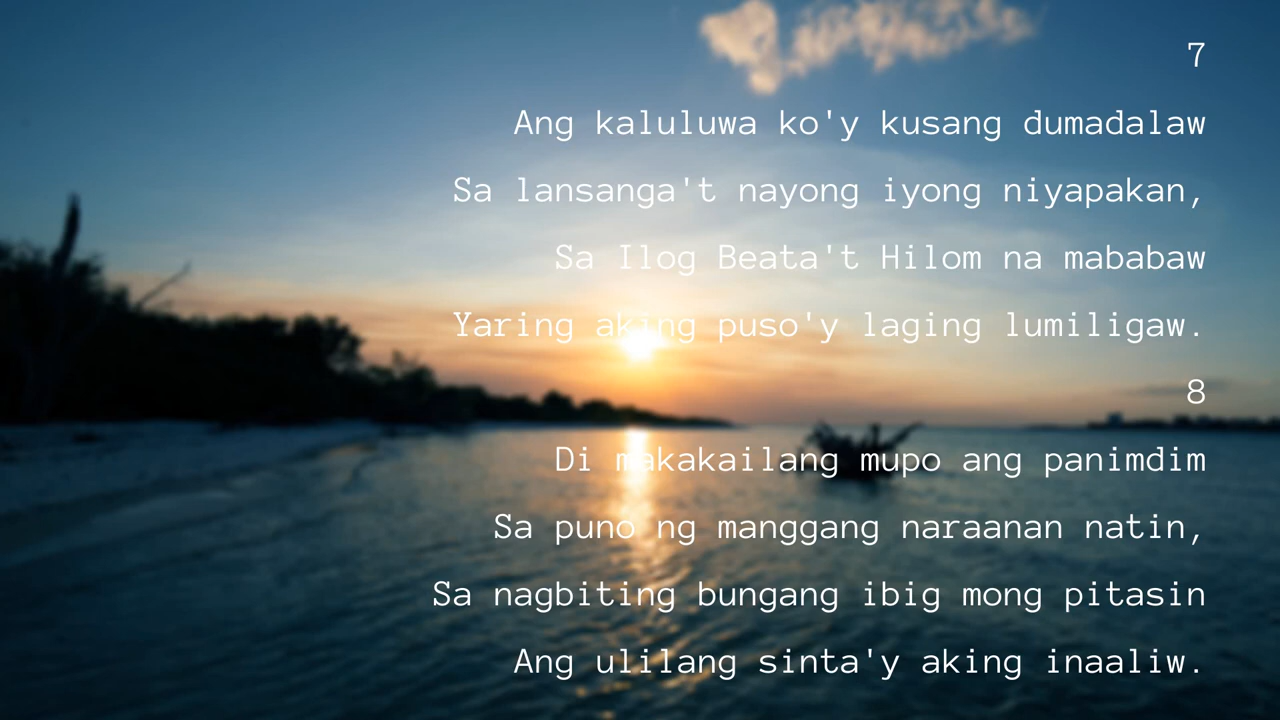 7
Ang kaluluwa ko'y kusang dumadalaw
Sa lansanga't nayong iyong niyapakan,
Sa Ilog Beata't Hilom na mababaw
Yaring aking puso'y laging lumiligaw.
8
Di makakailang mupo ang panimdim
Sa puno ng manggang naraanan natin,
Sa nagbiting bungang ibig mong pitasin
Ang ulilang sinta'y aking inaaliw.